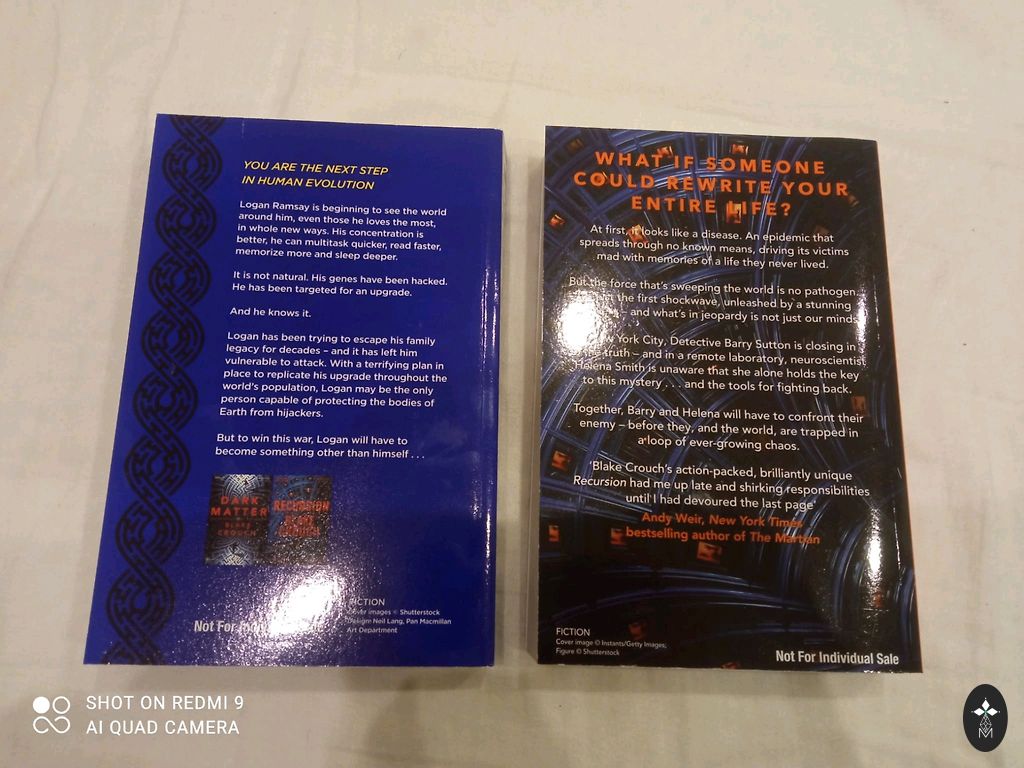 YOU ARE THE NEXT STEP
IN HUMAN EVOLUTION
Logan Ramsay is beginning to see the world
around him, even those he loves the most,
in whole new ways. His concentration is
better, he can multitask quicker, read faster,
memorize more and sleep deeper.
It is not natural. His genes have been hacked.
He has been targeted for an upgrade.
And he knows it.
Logan has been trying to escape his family
legacy for decades – and it has left him
vulnerable to attack. With a terrifying plan in
place to replicate his upgrade throughout the
world's population, Logan may be the only
person capable of protecting the bodies of
Earth from hijackers.
But to win this war, Logan will have to
become something other than himself . . .
DARK
MATTER
BLAKE
CROUCH
RECURSION
BLAKE
CROUCH
FICTION
Cover images © Shutterstock
Design: Neil Lang, Pan Macmillan
Art Department
Not For
WHAT IF SOMEONE
COULD REWRITE YOUR
ENTIRE LIFE?
At first, it looks like a disease. An epidemic that
spreads through no known means, driving its victims
mad with memories of a life they never lived.
But the force that's sweeping the world is no pathogen.
the first shockwave, unleashed by a stunning
– and what's in jeopardy is not just our minds
York City, Detective Barry Sutton is closing in
truth – and in a remote laboratory, neuroscientist
Helena Smith is unaware that she alone holds the key
to this mystery . . . and the tools for fighting back.
Together, Barry and Helena will have to confront their
enemy – before they, and the world, are trapped in
a loop of ever-growing chaos.
'Blake Crouch's action-packed, brilliantly unique
Recursion had me up late and shirking responsibilities
until I had devoured the last page'
Andy Weir, New York Times
bestselling author of The Martian
FICTION
Cover image © Instants/Getty Images;
Figure © Shutterstock
Not For Individual Sale
SHOT ON REDMI 9
AI QUAD CAMERA
M